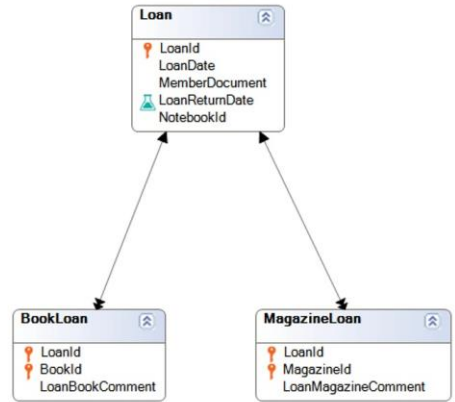 Loan
LoanId
LoanDate
MemberDocument
LoanReturnDate
NotebookId
BookLoan
LoanId
BookId
LoanBookComment
MagazineLoan
LoanId
MagazineId
LoanMagazineComment